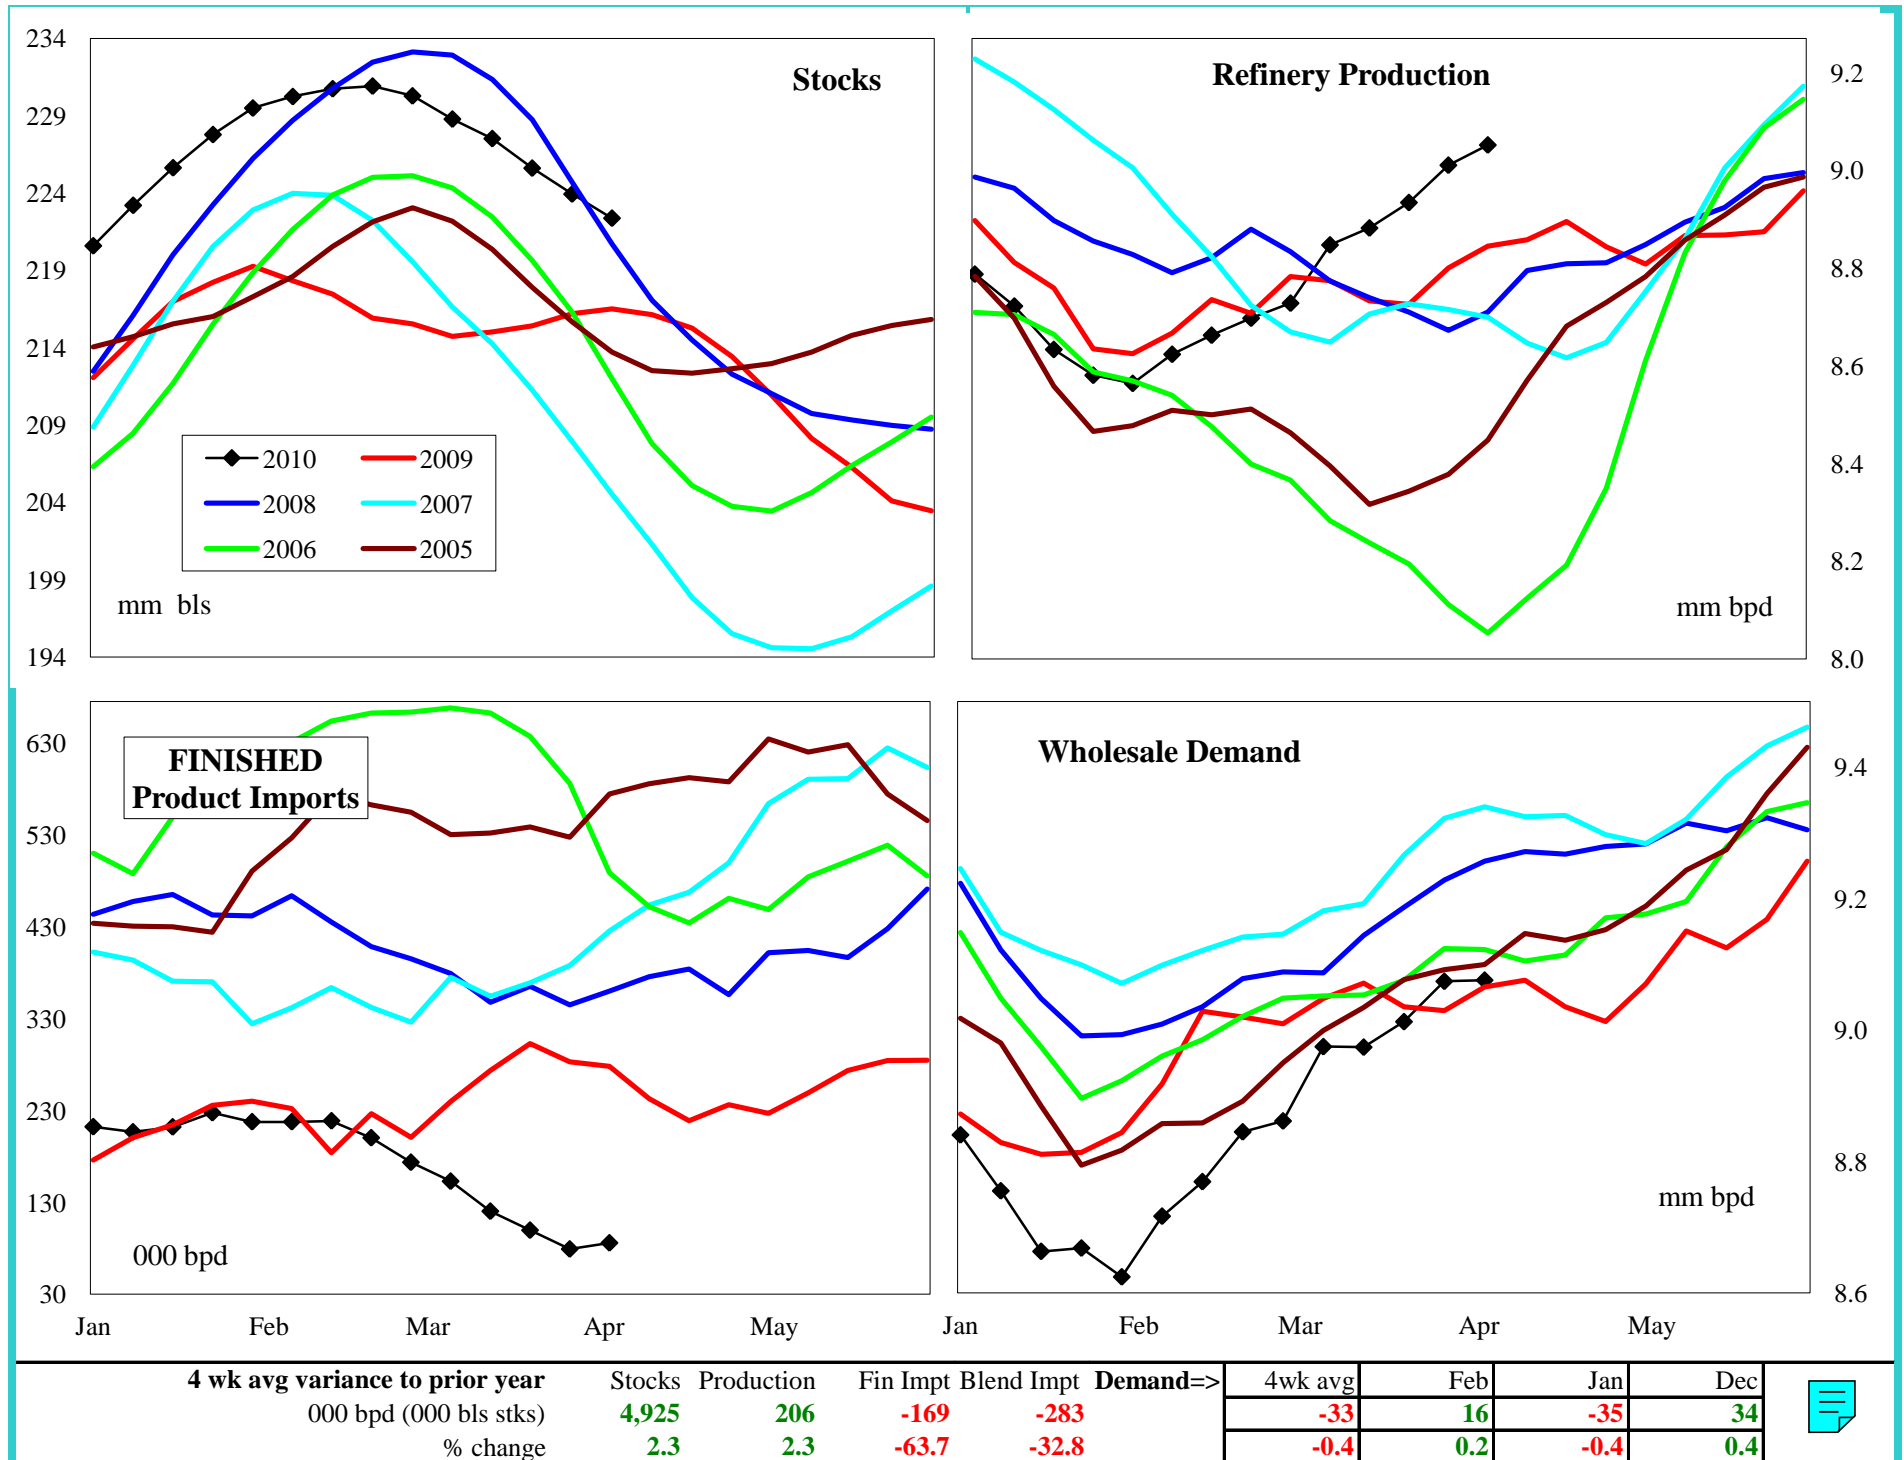 Stocks
234
229
224
219
214
209
204
199
194
2010 2009
2008 2007
2006 2005
mm bls
Refinery Production
9.2
9.0
8.8
8.6
8.4
8.2
8.0
mm bpd
FINISHED
Product Imports
630
530
430
330
230
130
30
000 bpd
Jan Feb Mar Apr May
Wholesale Demand
9.4
9.2
9.0
8.8
8.6
mm bpd
Jan Feb Mar Apr May
4 wk avg variance to prior year Stocks Production Fin Impt Blend Impt Demand=> 4wk avg Feb Jan Dec
000 bpd (000 bls stks) 4,925 206 -169 -283 -33 16 -35 34
% change 2.3 2.3 -63.7 -32.8 -0.4 0.2 -0.4 0.4